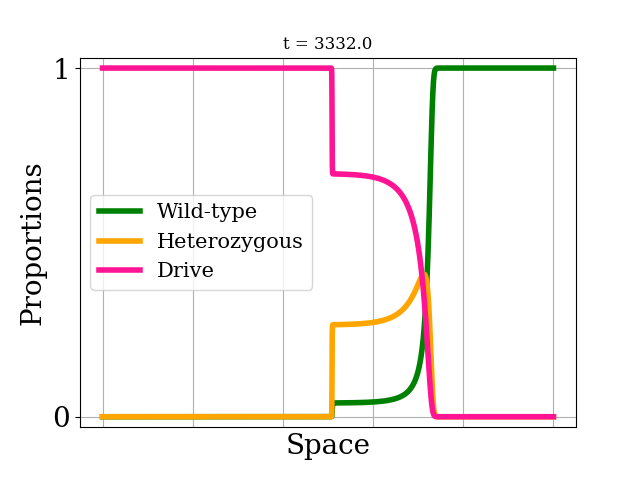 t = 3332.0
1
Proportions
Wild-type
Heterozygous
Drive
0
Space